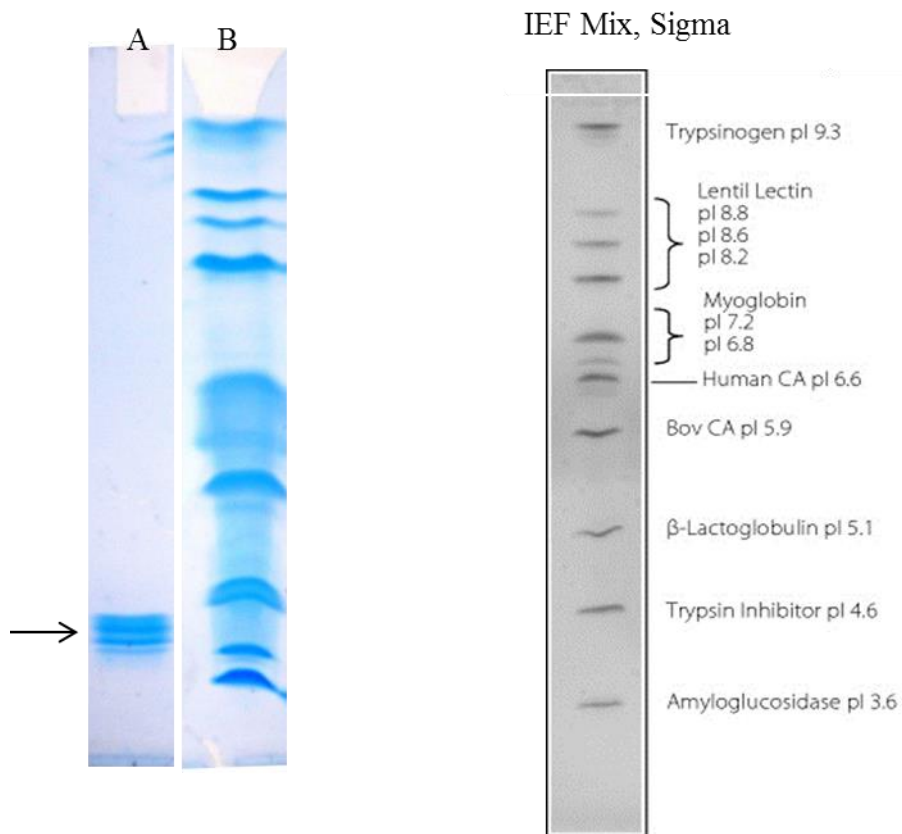 A
B
IEF Mix, Sigma
Trypsinogen pI 9.3
Lentil Lectin
pI 8.8
pI 8.6
pI 8.2
Myoglobin
pI 7.2
pI 6.8
Human CA pI 6.6
Bov CA pI 5.9
β-Lactoglobulin pI 5.1
Trypsin Inhibitor pI 4.6
Amyloglucosidase pI 3.6